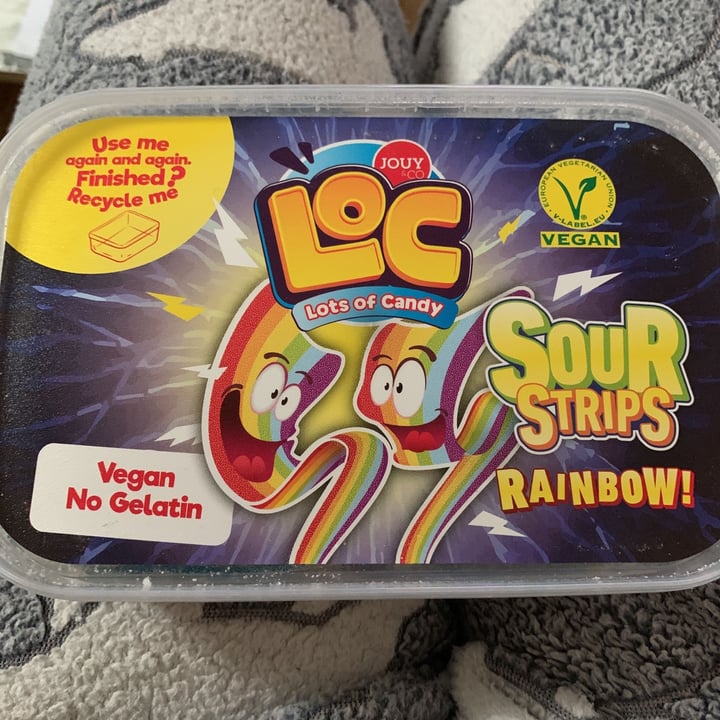 Use me
again and again.
Finished?
Recycle me
JOUY
&CO
LOC
Lots of Candy
EUROPEAN VEGETARIAN UNION
V-LABEL.EU
VEGAN
SOUR
STRIPS
RAINBOW!
Vegan
No Gelatin